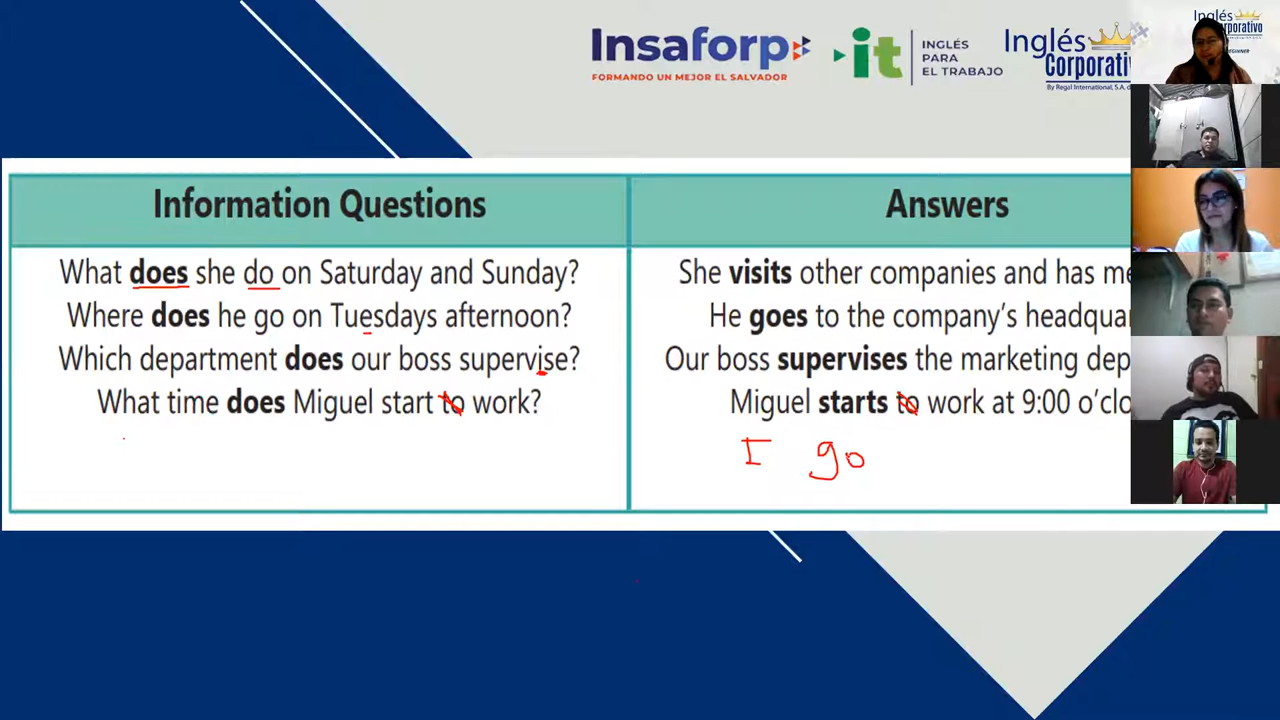 Insaforp
FORMANDO UN MEJOR EL SALVADOR
it
INGLÉS
PARA
EL TRABAJO
Inglés
Corporativ
By Regal International, S.A. d
Inglés
Corporativo
Information Questions
Answers
What does she do on Saturday and Sunday?
She visits other companies and has me
Where does he go on Tuesdays afternoon?
He goes to the company's headquar
Which department does our boss supervise?
Our boss supervises the marketing dep
What time does Miguel start to work?
Miguel starts to work at 9:00 o'clo
I go